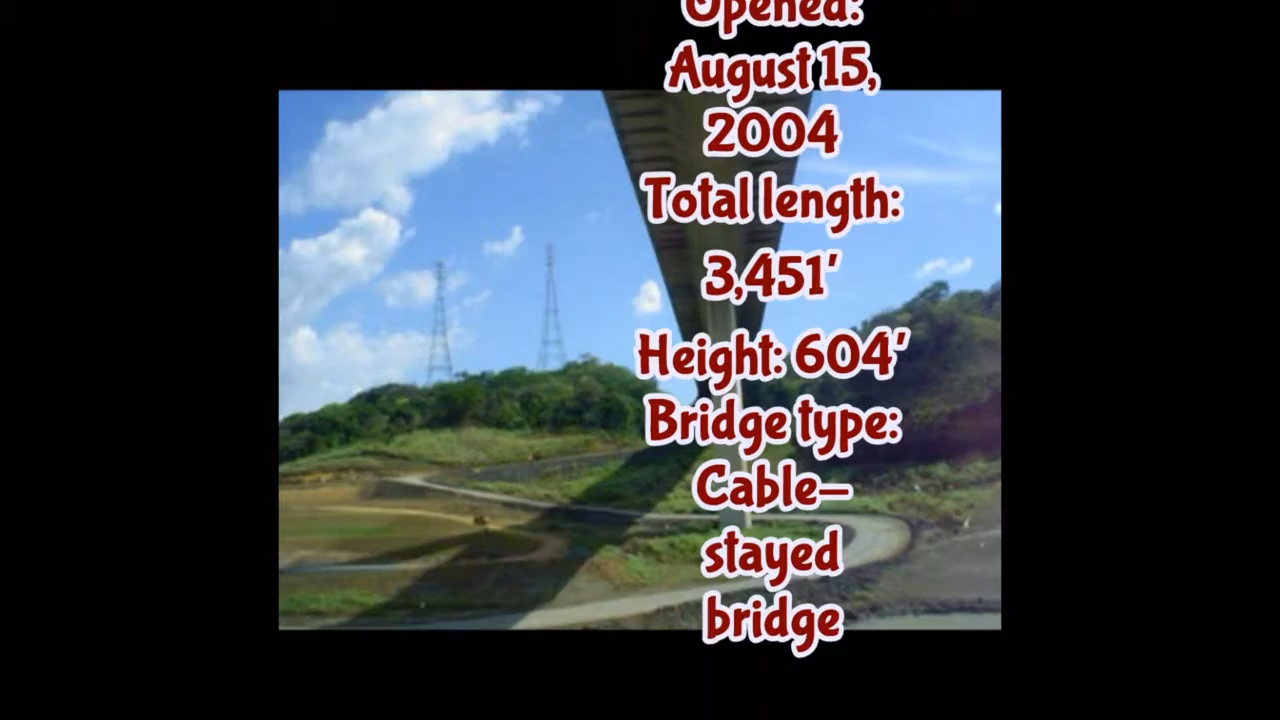 Opened:
August 15,
2004
Total length:
3,451'
Height: 604'
Bridge type:
Cable-
stayed
bridge